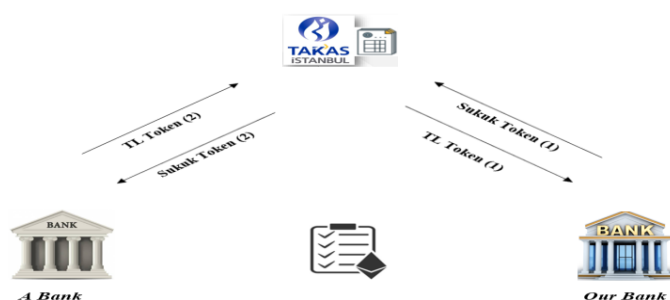 TAKAS
İSTANBUL
TL Token (2)
Sukuk Token (2)
Sukuk Token (1)
TL Token (1)
BANK
BANK
A Bank
Our Bank